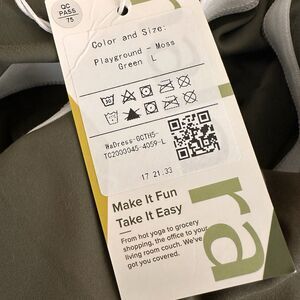 QC
PASS
75
Color and Size:
Playground - Moss
Green L
30
WaDress-GCTH5-
TC2000045-4059-L
17 21.33
Make It Fun
Take It Easy
From hot yoga to grocery
shopping, the office to your
living room couch. We've
got you covered.
ra